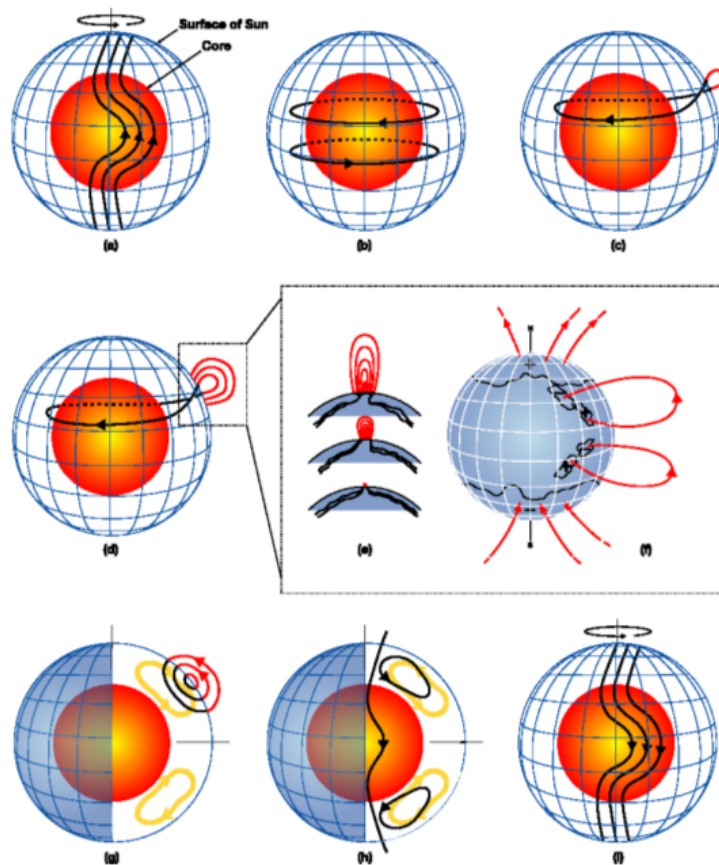 Surface of Sun
Core
(a)
(b)
(c)
(d)
(e)
N
+
--
S
(f)
(g)
(h)
(i)